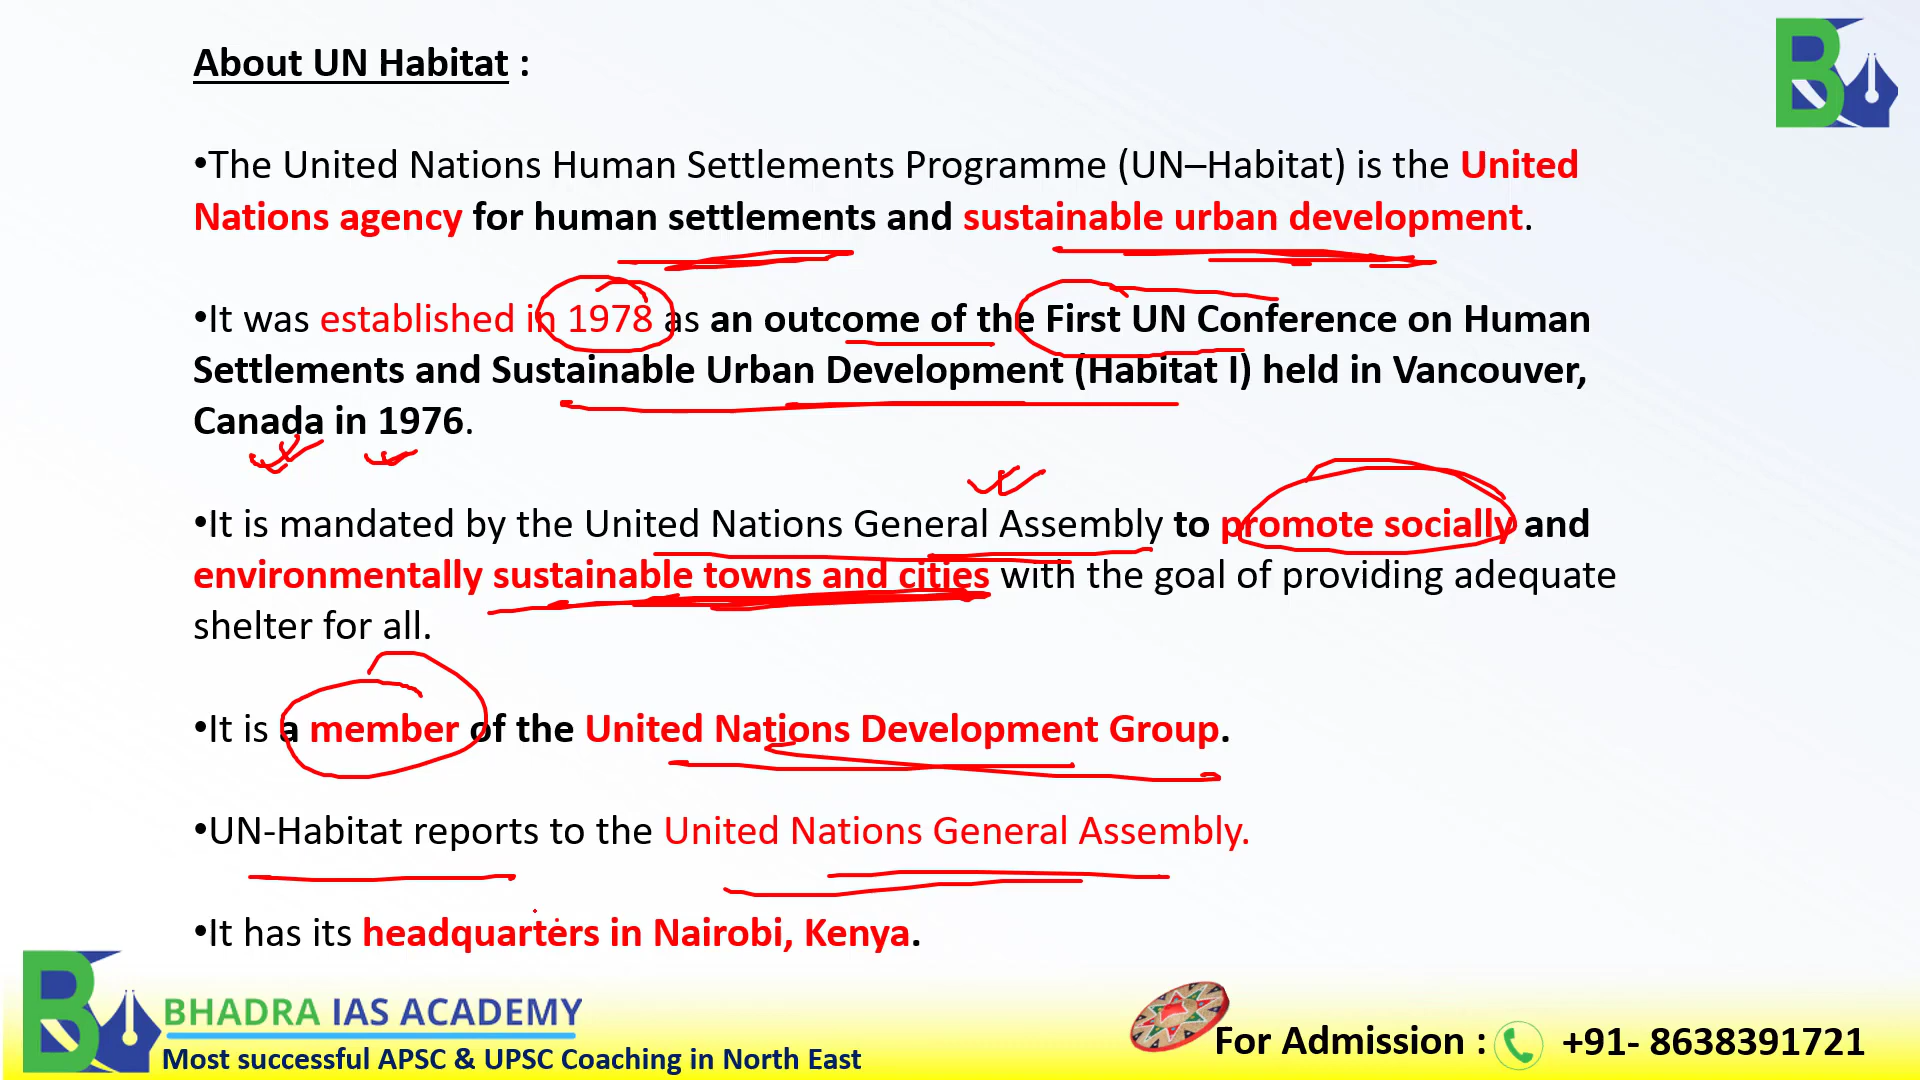 About UN Habitat :
•The United Nations Human Settlements Programme (UN–Habitat) is the United
Nations agency for human settlements and sustainable urban development.
•It was established in 1978 as an outcome of the First UN Conference on Human
Settlements and Sustainable Urban Development (Habitat I) held in Vancouver,
Canada in 1976.
•It is mandated by the United Nations General Assembly to promote socially and
environmentally sustainable towns and cities with the goal of providing adequate
shelter for all.
•It is a member of the United Nations Development Group.
•UN-Habitat reports to the United Nations General Assembly.
•It has its headquarters in Nairobi, Kenya.
BHADRA IAS ACADEMY
Most successful APSC & UPSC Coaching in North East
For Admission : +91- 8638391721